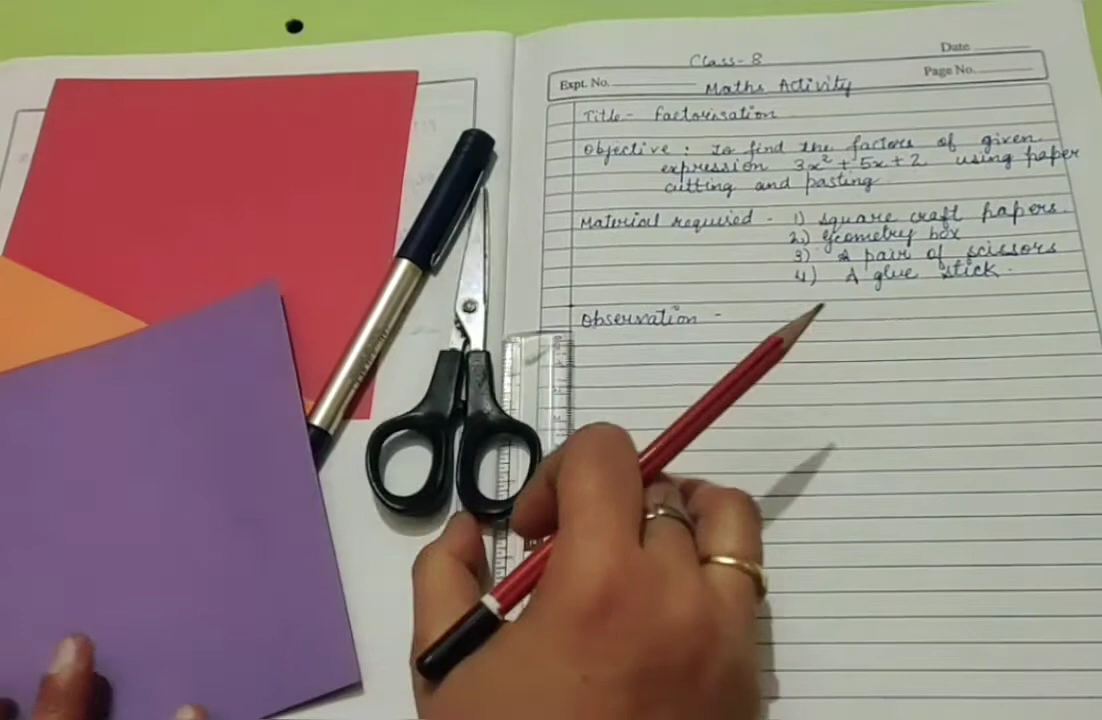 Class-8
Date
Expt. No.
Page No.
Maths Activity
Title - Factorisation
Objective : To find the factors of given
expression 3x² + 5x + 2 using paper
cutting and pasting
Material required - 1) square craft papers.
2) Geometry box
3) A pair of scissors
4) A glue stick.
Observation -